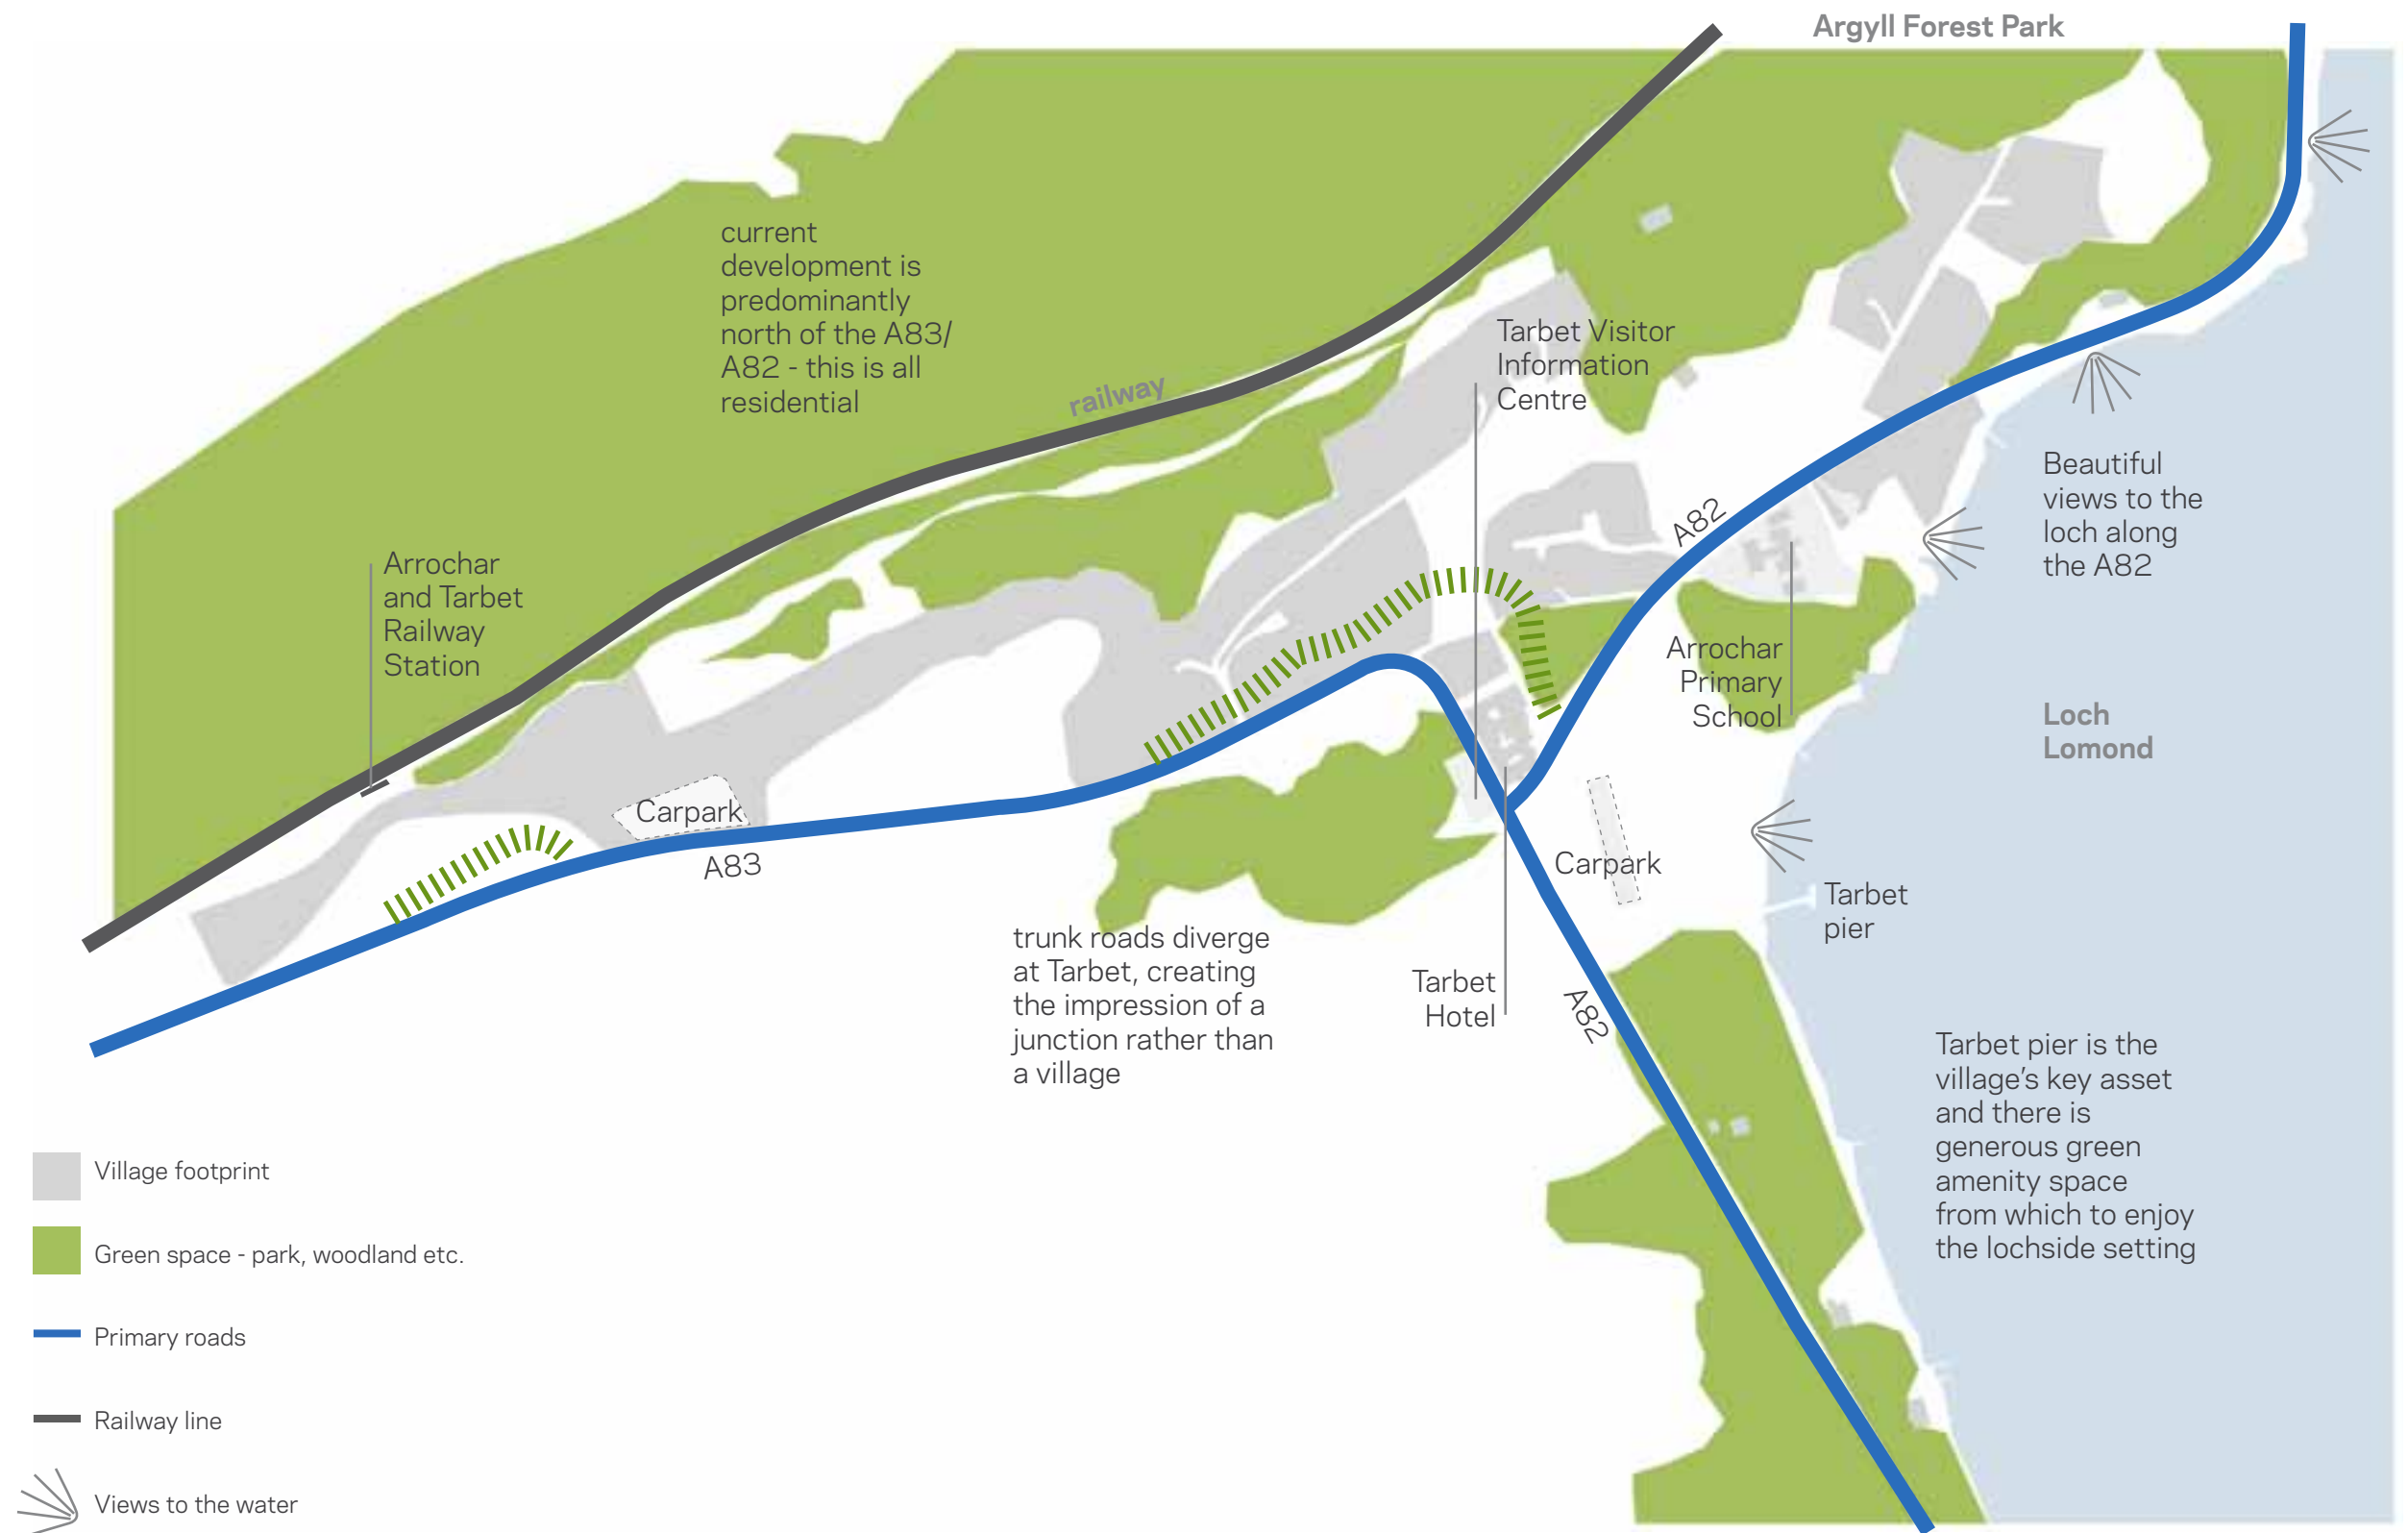 Argyll Forest Park
current
development is
predominantly
north of the A83/
A82 - this is all
residential
railway
Tarbet Visitor
Information
Centre
A82
Beautiful
views to the
loch along
the A82
Arrochar
and Tarbet
Railway
Station
Arrochar
Primary
School
Loch
Lomond
Carpark
A83
Carpark
Tarbet
pier
trunk roads diverge
at Tarbet, creating
the impression of a
junction rather than
a village
Tarbet
Hotel
A82
Tarbet pier is the
village's key asset
and there is
generous green
amenity space
from which to enjoy
the lochside setting
Village footprint
Green space - park, woodland etc.
Primary roads
Railway line
Views to the water